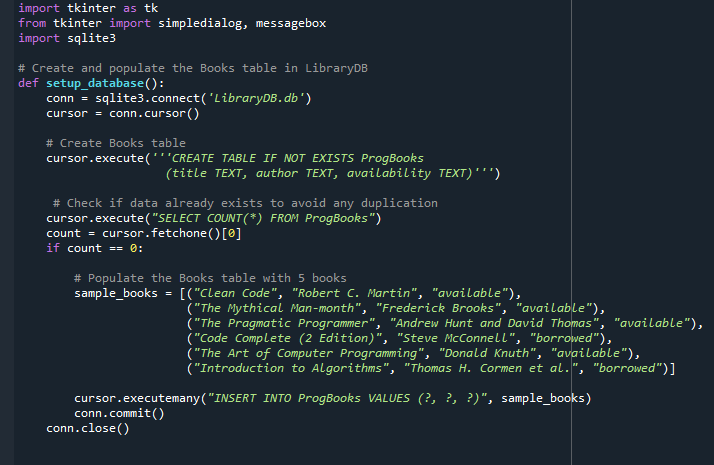 import tkinter as tk
from tkinter import simpledialog, messagebox
import sqlite3
# Create and populate the Books table in LibraryDB
def setup_database():
    conn = sqlite3.connect('LibraryDB.db')
    cursor = conn.cursor()
    # Create Books table
    cursor.execute('''CREATE TABLE IF NOT EXISTS ProgBooks
                     (title TEXT, author TEXT, availability TEXT)''')
     # Check if data already exists to avoid any duplication
    cursor.execute("SELECT COUNT(*) FROM ProgBooks")
    count = cursor.fetchone()[0]
    if count == 0:
        # Populate the Books table with 5 books
        sample_books = [("Clean Code", "Robert C. Martin", "available"),
                        ("The Mythical Man-month", "Frederick Brooks", "available"),
                        ("The Pragmatic Programmer", "Andrew Hunt and David Thomas", "available"),
                        ("Code Complete (2 Edition)", "Steve McConnell", "borrowed"),
                        ("The Art of Computer Programming", "Donald Knuth", "available"),
                        ("Introduction to Algorithms", "Thomas H. Cormen et al.", "borrowed")]
        cursor.executemany("INSERT INTO ProgBooks VALUES (?, ?, ?)", sample_books)
        conn.commit()
    conn.close()